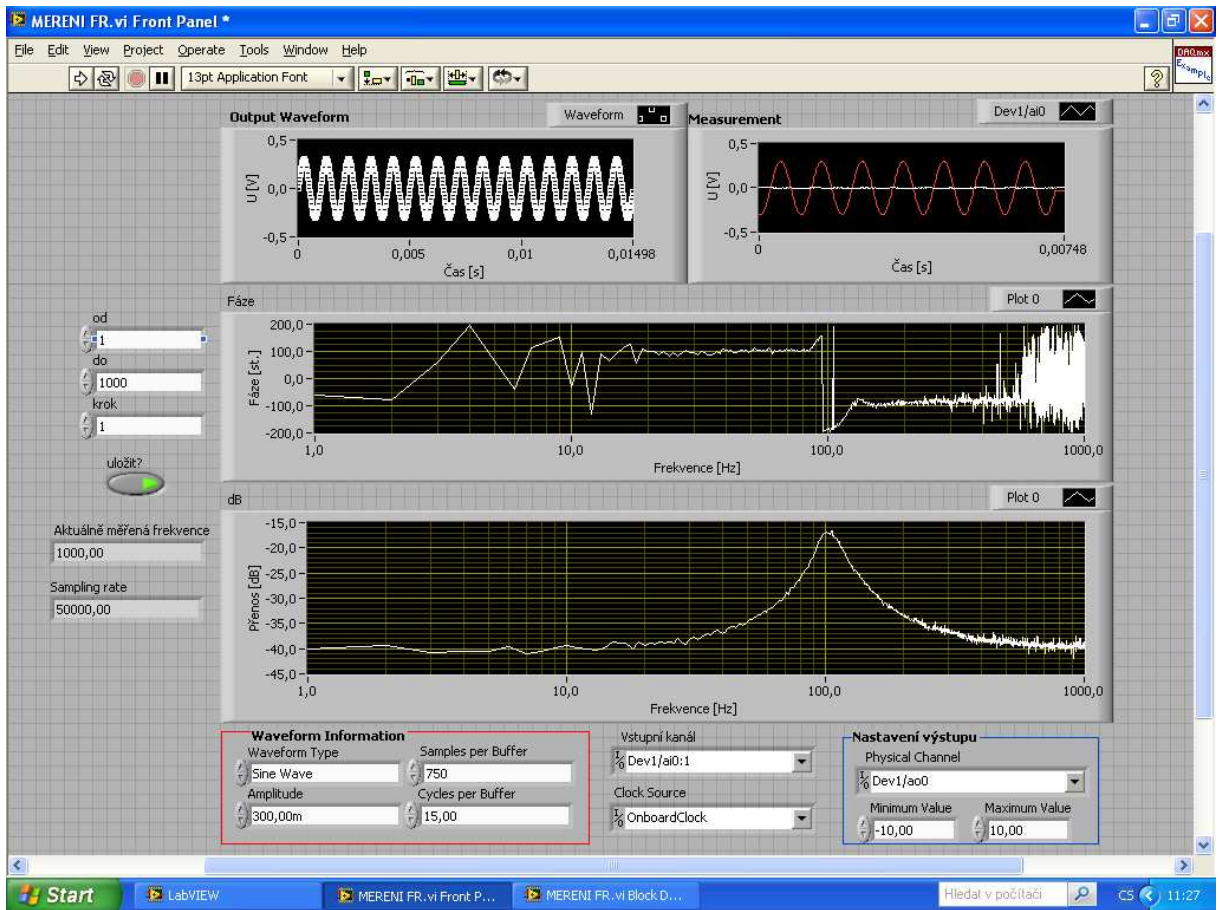 MERENI FR.vi Front Panel *
File Edit View Project Operate Tools Window Help
13pt Application Font
DAQmx
Example
Output Waveform
Waveform
0,5
0,0
-0,5
U [V]
0 0,005 0,01 0,01498
Čas [s]
Measurement
Dev1/ai0
0,5
0,0
-0,5
U [V]
0 0,00748
Čas [s]
od
1
do
1000
krok
1
uložit?
Aktuálně měřená frekvence
1000,00
Sampling rate
50000,00
Fáze
Plot 0
200,0
100,0
0,0
-100,0
-200,0
Fáze [st.]
1,0 10,0 100,0 1000,0
Frekvence [Hz]
dB
Plot 0
-15,0
-20,0
-25,0
-30,0
-35,0
-40,0
-45,0
Přenos [dB]
1,0 10,0 100,0 1000,0
Frekvence [Hz]
Waveform Information
Waveform Type
Sine Wave
Samples per Buffer
750
Amplitude
300,00m
Cycles per Buffer
15,00
Vstupní kanál
I/O Dev1/ai0:1
Clock Source
I/O OnboardClock
Nastavení výstupu
Physical Channel
I/O Dev1/ao0
Minimum Value
-10,00
Maximum Value
10,00
Start
LabVIEW
MERENI FR.vi Front P...
MERENI FR.vi Block D...
Hledat v počítači
CS
11:27